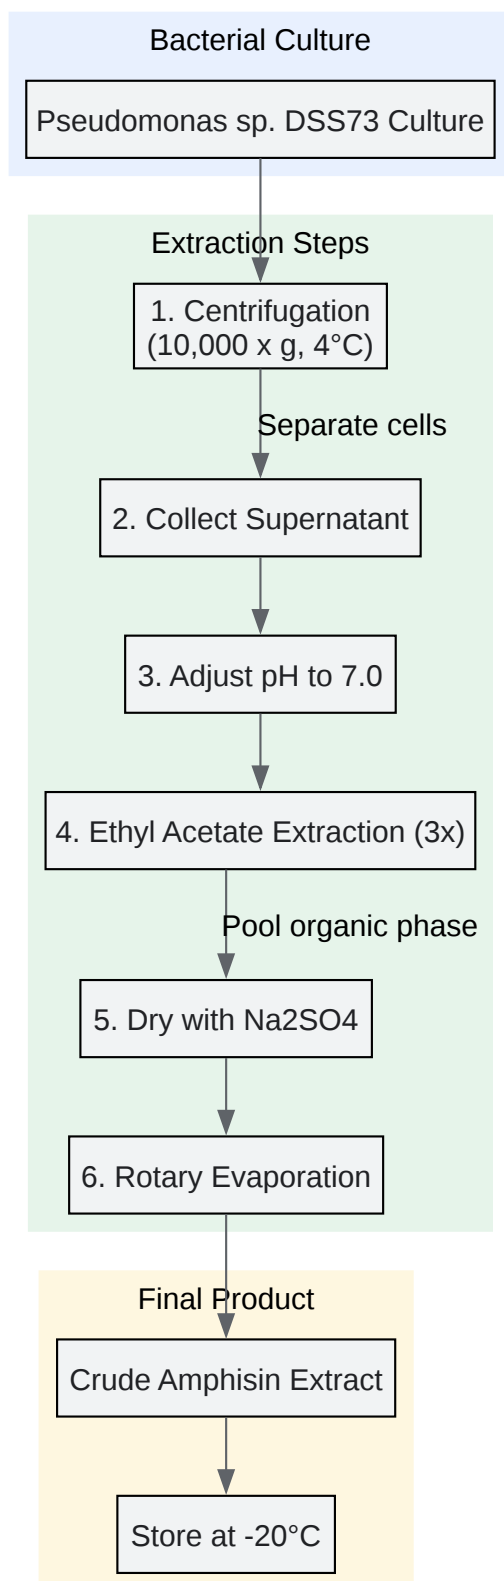 Bacterial Culture
Pseudomonas sp. DSS73 Culture
Extraction Steps
1. Centrifugation
(10,000 x g, 4°C)
Separate cells
2. Collect Supernatant
3. Adjust pH to 7.0
4. Ethyl Acetate Extraction (3x)
Pool organic phase
5. Dry with Na2SO4
6. Rotary Evaporation
Final Product
Crude Amphisin Extract
Store at -20°C